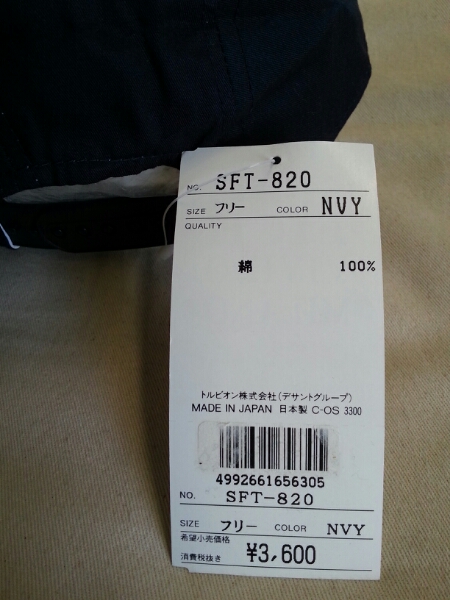 NO. SFT-820
SIZE フリー COLOR NVY
QUALITY
綿 100%
トルビオン株式会社(デサントグループ)
MADE IN JAPAN 日本製 C-OS 3300
4992661656305
NO. SFT-820
SIZE フリー COLOR NVY
希望小売価格
消費税抜き ¥3,600